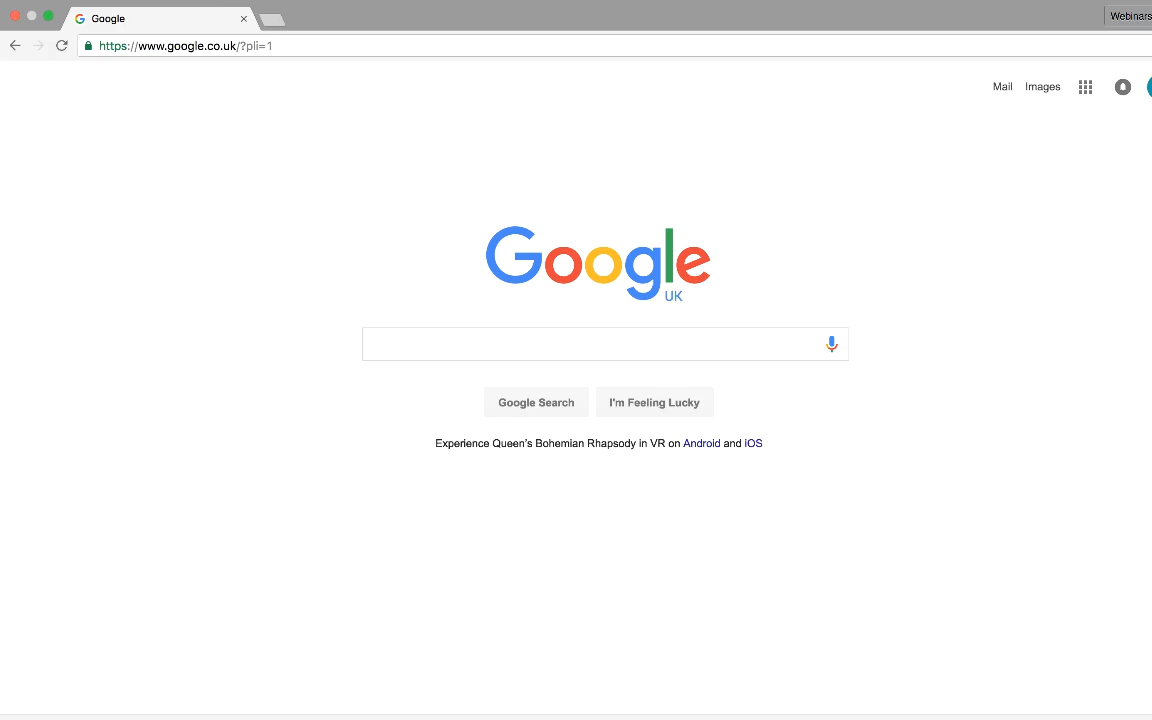 Google
Webinars
https://www.google.co.uk/?pli=1
Mail Images
Google
UK
Google Search I'm Feeling Lucky
Experience Queen's Bohemian Rhapsody in VR on Android and iOS